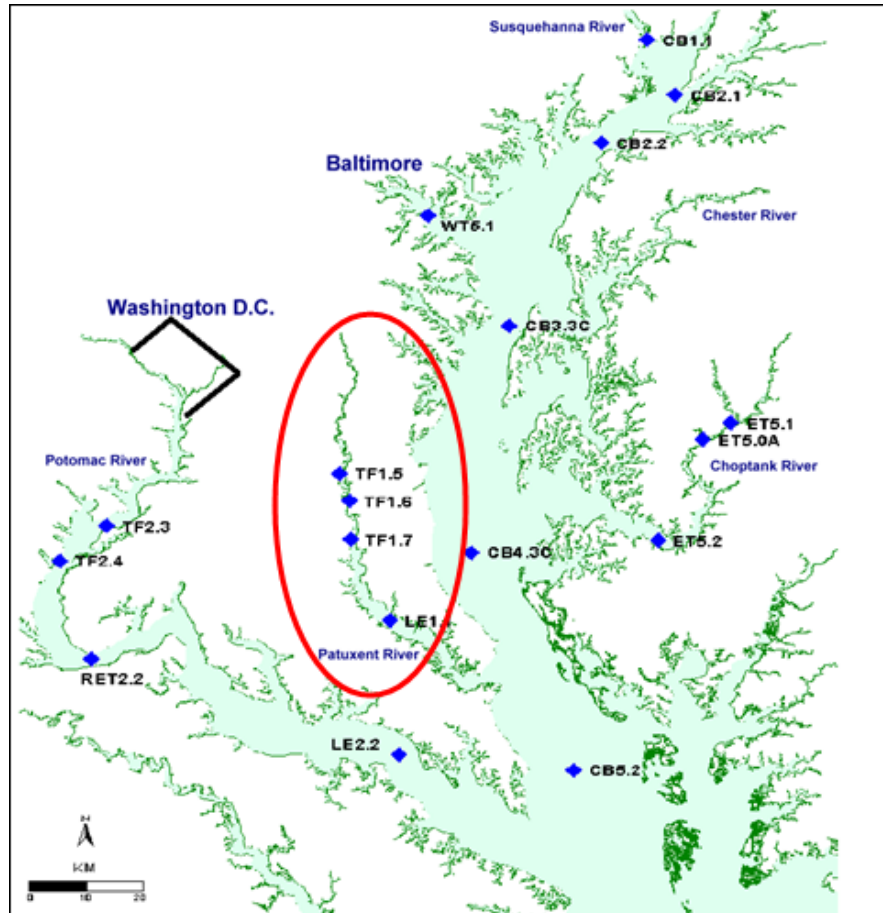 Susquehanna River
CB1.1
CB2.1
CB2.2
Baltimore
WT5.1
Chester River
Washington D.C.
CB3.3C
ET5.1
ET5.0A
Choptank River
Potomac River
TF1.5
TF1.6
TF2.3
TF1.7
TF2.4
CB4.3C
ET5.2
LE1.
Patuxent River
RET2.2
LE2.2
CB5.2
N
KM
0 10 20